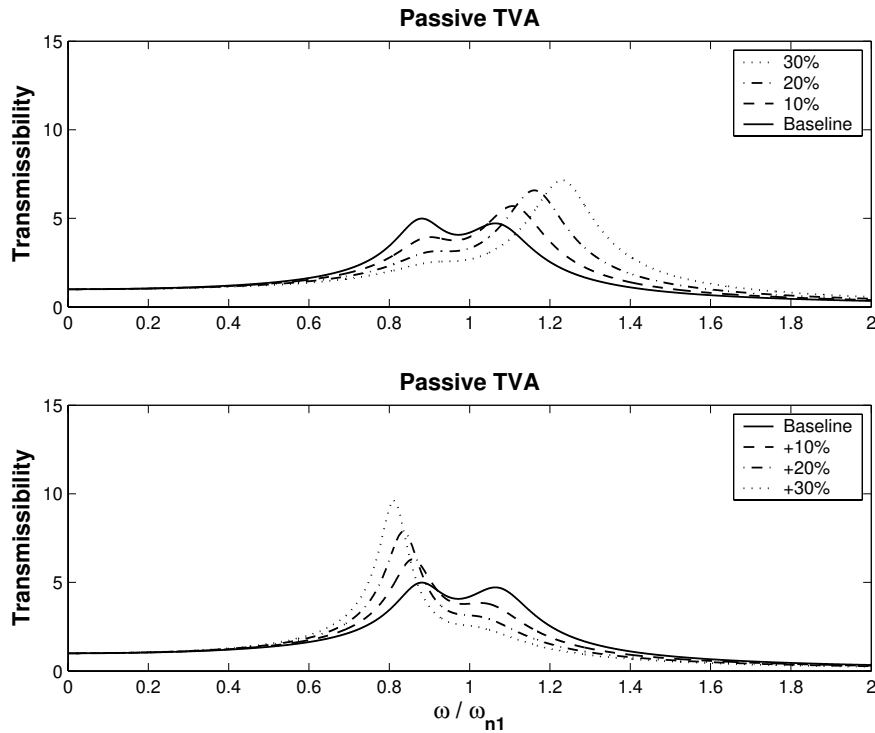 Passive TVA
15
10
5
0
Transmissibility
30%
20%
10%
Baseline
0 0.2 0.4 0.6 0.8 1 1.2 1.4 1.6 1.8 2
Passive TVA
15
10
5
0
Transmissibility
Baseline
+10%
+20%
+30%
0 0.2 0.4 0.6 0.8 1 1.2 1.4 1.6 1.8 2
ω / ωn1